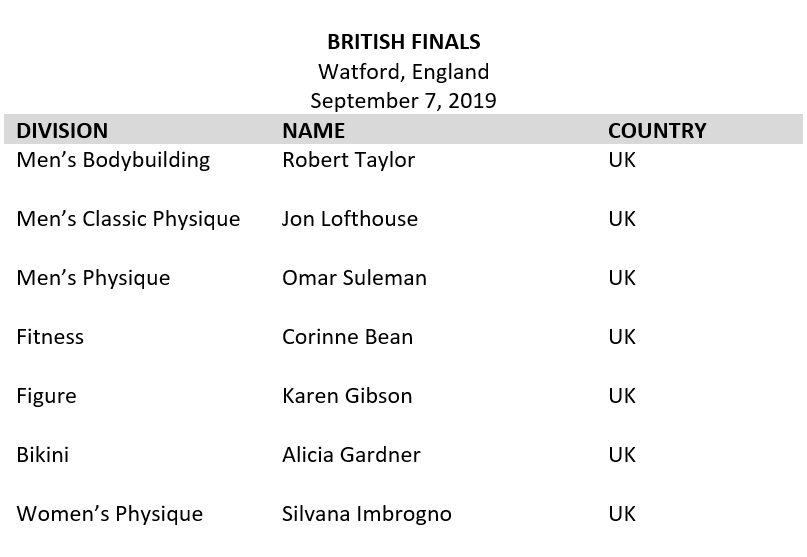 BRITISH FINALS
Watford, England
September 7, 2019
DIVISION NAME COUNTRY
Men’s Bodybuilding Robert Taylor UK
Men’s Classic Physique Jon Lofthouse UK
Men’s Physique Omar Suleman UK
Fitness Corinne Bean UK
Figure Karen Gibson UK
Bikini Alicia Gardner UK
Women’s Physique Silvana Imbrogno UK